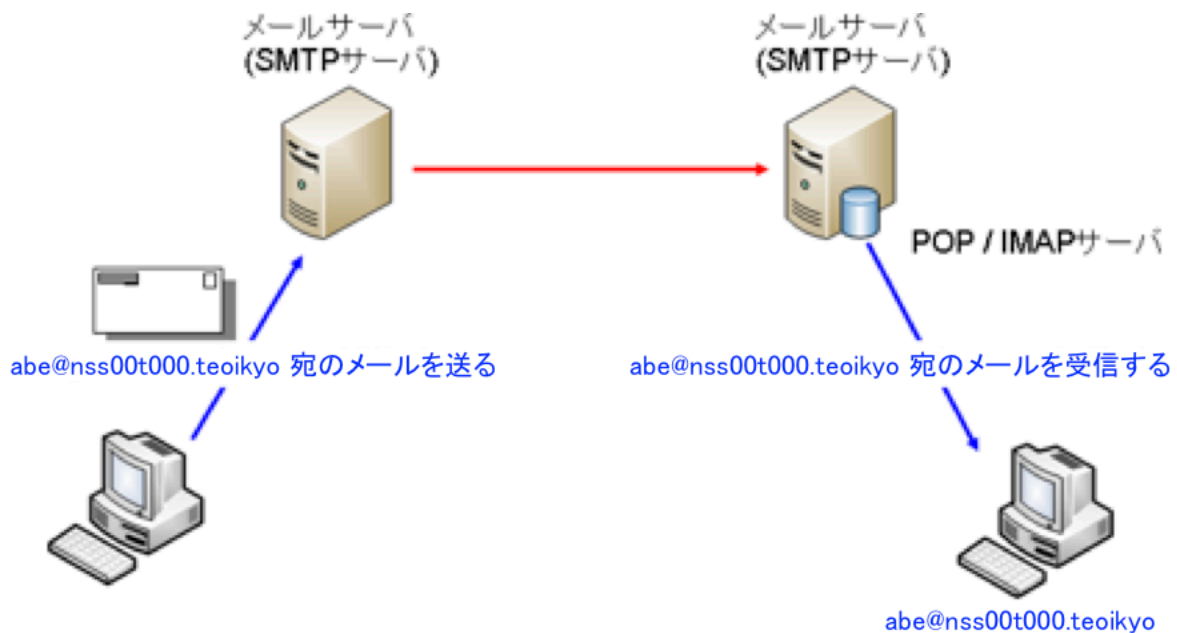 メールサーバ
(SMTPサーバ)
メールサーバ
(SMTPサーバ)
POP / IMAPサーバ
abe@nss00t000.teoikyo 宛のメールを送る
abe@nss00t000.teoikyo 宛のメールを受信する
abe@nss00t000.teoikyo